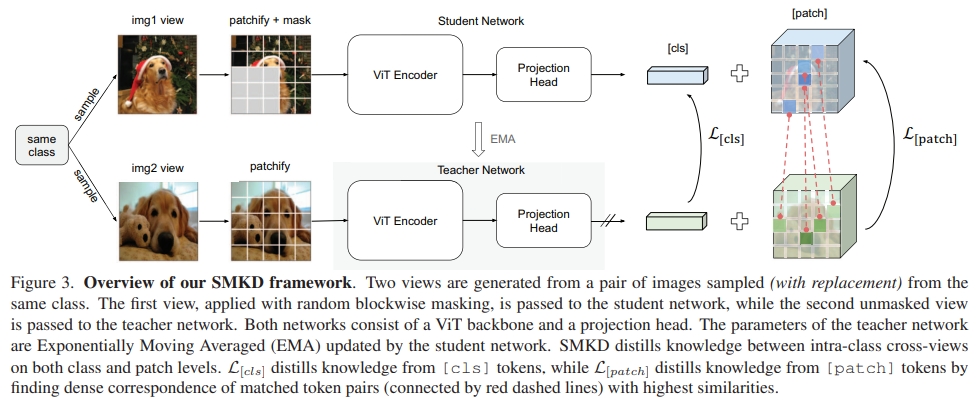 img1 view
patchify + mask
Student Network
ViT Encoder
Projection
Head
[cls]
[patch]
sample
same
class
sample
EMA
ℒ[cls]
ℒ[patch]
img2 view
patchify
Teacher Network
ViT Encoder
Projection
Head
Figure 3. Overview of our SMKD framework. Two views are generated from a pair of images sampled (with replacement) from the
same class. The first view, applied with random blockwise masking, is passed to the student network, while the second unmasked view
is passed to the teacher network. Both networks consist of a ViT backbone and a projection head. The parameters of the teacher network
are Exponentially Moving Averaged (EMA) updated by the student network. SMKD distills knowledge between intra-class cross-views
on both class and patch levels. ℒ[cls] distills knowledge from [cls] tokens, while ℒ[patch] distills knowledge from [patch] tokens by
finding dense correspondence of matched token pairs (connected by red dashed lines) with highest similarities.